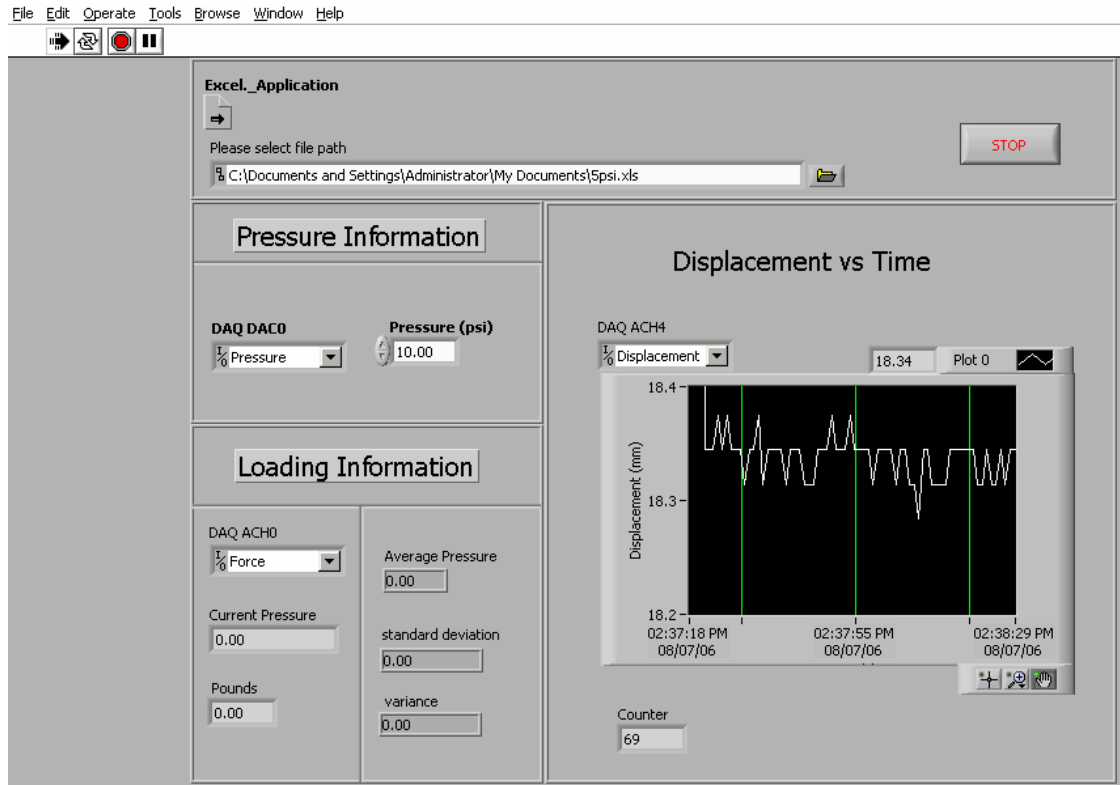 File Edit Operate Tools Browse Window Help
Excel._Application
Please select file path
C:\Documents and Settings\Administrator\My Documents\5psi.xls
STOP
Pressure Information
DAQ DAC0
Pressure
Pressure (psi)
10.00
Loading Information
DAQ ACH0
Force
Current Pressure
0.00
Pounds
0.00
Average Pressure
0.00
standard deviation
0.00
variance
0.00
Displacement vs Time
DAQ ACH4
Displacement
18.34
Plot 0
Displacement (mm)
18.4
18.3
18.2
02:37:18 PM 02:37:55 PM 02:38:29 PM
08/07/06 08/07/06 08/07/06
Counter
69